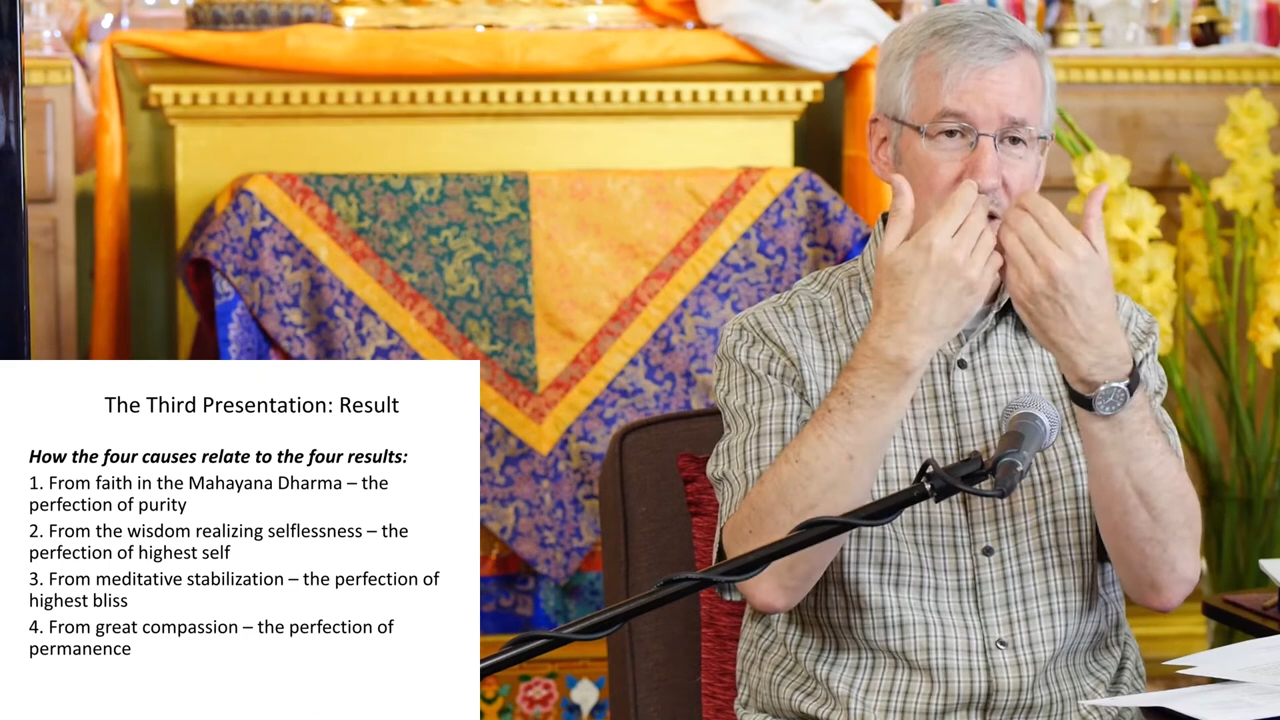 The Third Presentation: Result
How the four causes relate to the four results:
1. From faith in the Mahayana Dharma – the
perfection of purity
2. From the wisdom realizing selflessness – the
perfection of highest self
3. From meditative stabilization – the perfection of
highest bliss
4. From great compassion – the perfection of
permanence